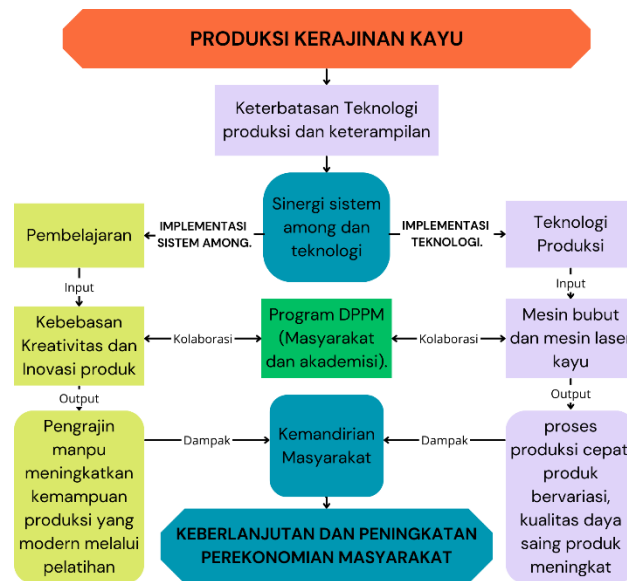 PRODUKSI KERAJINAN KAYU
Keterbatasan Teknologi
produksi dan keterampilan
Sinergi sistem
among dan
teknologi
IMPLEMENTASI
SISTEM AMONG.
IMPLEMENTASI
TEKNOLOGI.
Pembelajaran
Teknologi
Produksi
Input
Input
Kebebasan
Kreativitas dan
Inovasi produk
Kolaborasi
Program DPPM
(Masyarakat
dan akademisi).
Kolaborasi
Mesin bubut
dan mesin laser
kayu
Output
Output
Pengrajin
manpu
meningkatkan
kemampuan
produksi yang
modern melalui
pelatihan
Dampak
Kemandirian
Masyarakat
Dampak
proses
produksi cepat,
produk
bervariasi,
kualitas daya
saing produk
meningkat
KEBERLANJUTAN DAN PENINGKATAN
PEREKONOMIAN MASYARAKAT